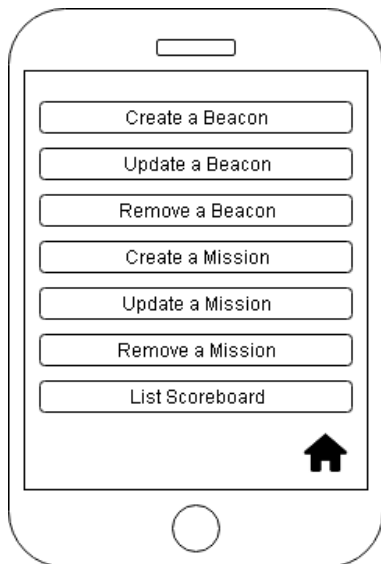 Create a Beacon
Update a Beacon
Remove a Beacon
Create a Mission
Update a Mission
Remove a Mission
List Scoreboard